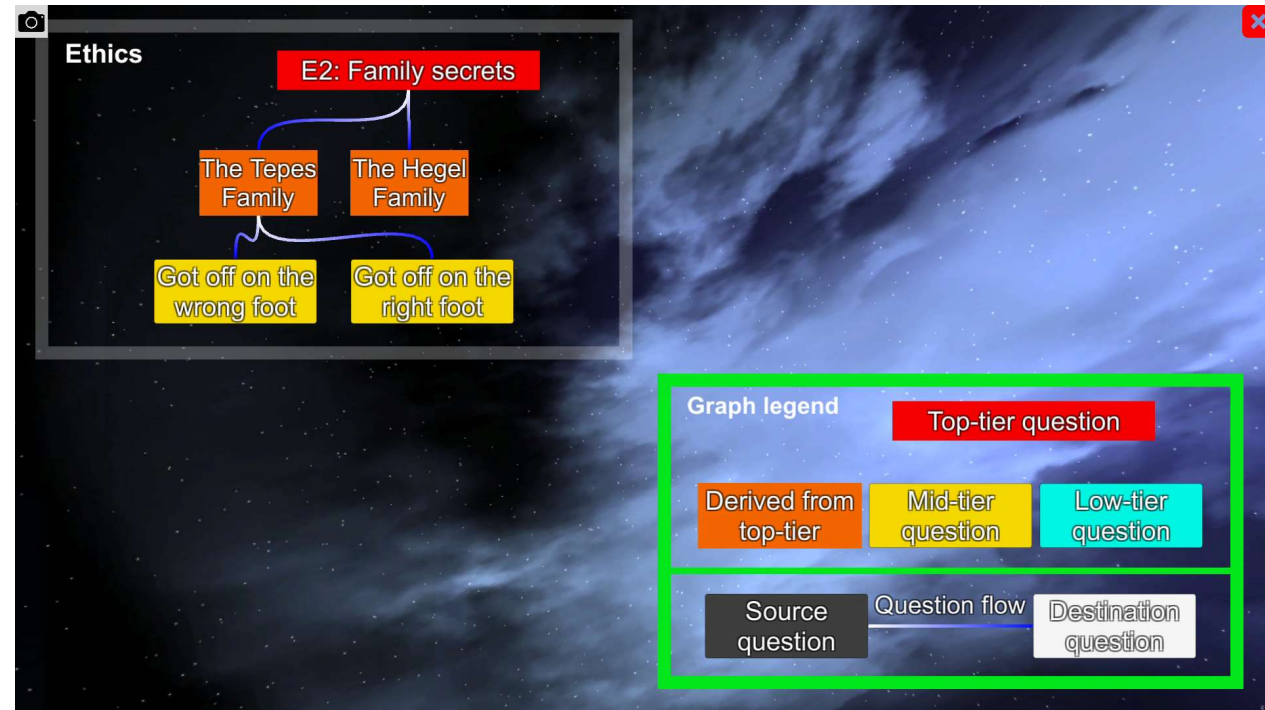 Ethics
E2: Family secrets
The Tepes
Family
The Hegel
Family
Got off on the
wrong foot
Got off on the
right foot
Graph legend
Top-tier question
Derived from
top-tier
Mid-tier
question
Low-tier
question
Source
question
Question flow
Destination
question